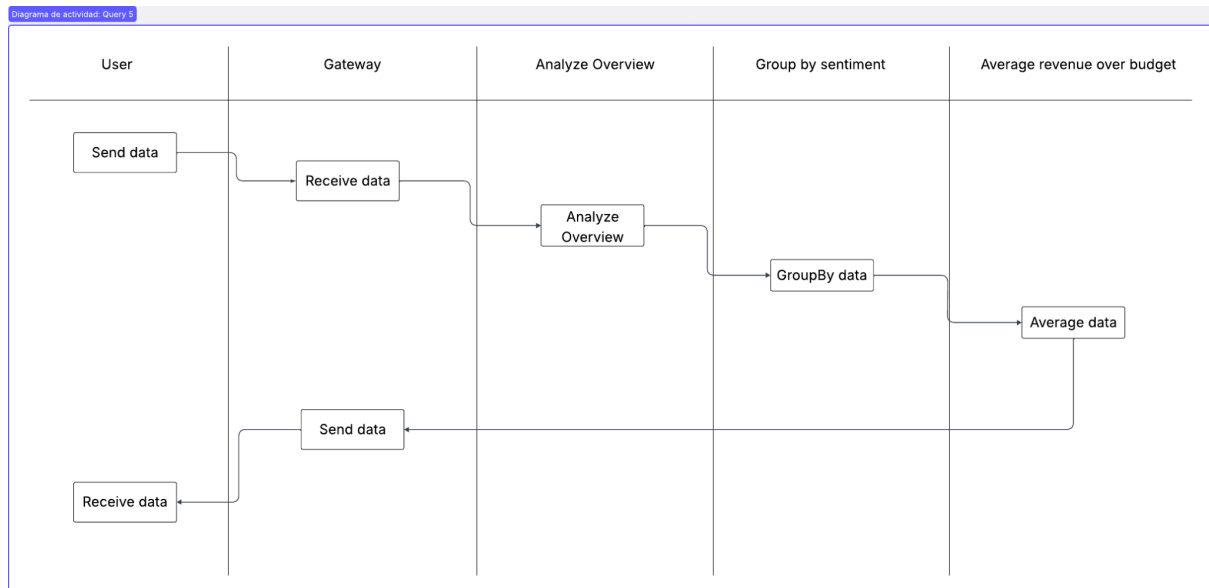 Diagrama de actividad: Query 5
User
Gateway
Analyze Overview
Group by sentiment
Average revenue over budget
Send data
Receive data
Analyze
Overview
GroupBy data
Average data
Send data
Receive data